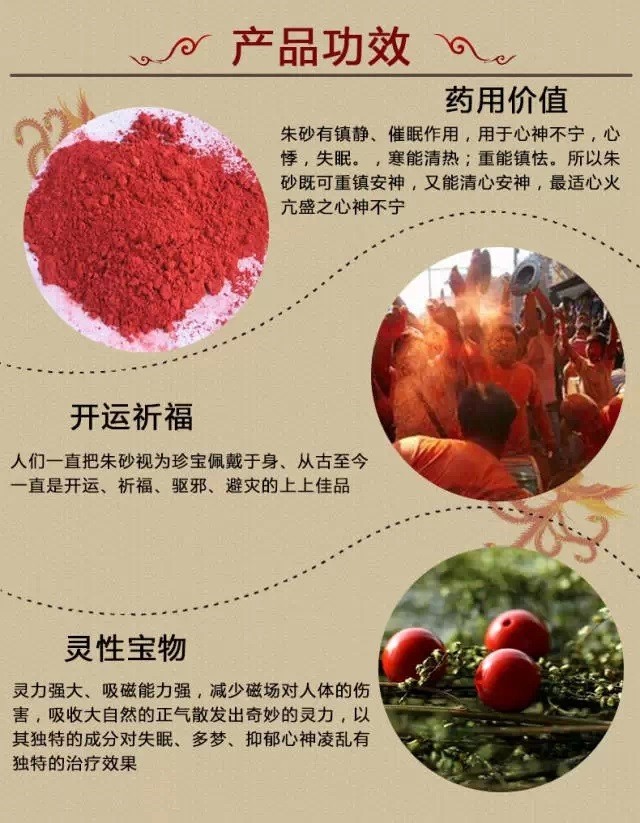 产品功效
药用价值
朱砂有镇静、催眠作用，用于心神不宁，心
悸，失眠。，寒能清热；重能镇怯。所以朱
砂既可重镇安神，又能清心安神，最适心火
亢盛之心神不宁
开运祈福
人们一直把朱砂视为珍宝佩戴于身、从古至今
一直是开运、祈福、驱邪、避灾的上上佳品
灵性宝物
灵力强大、吸磁能力强，减少磁场对人体的伤
害，吸收大自然的正气散发出奇妙的灵力，以
其独特的成分对失眠、多梦、抑郁心神凌乱有
独特的治疗效果